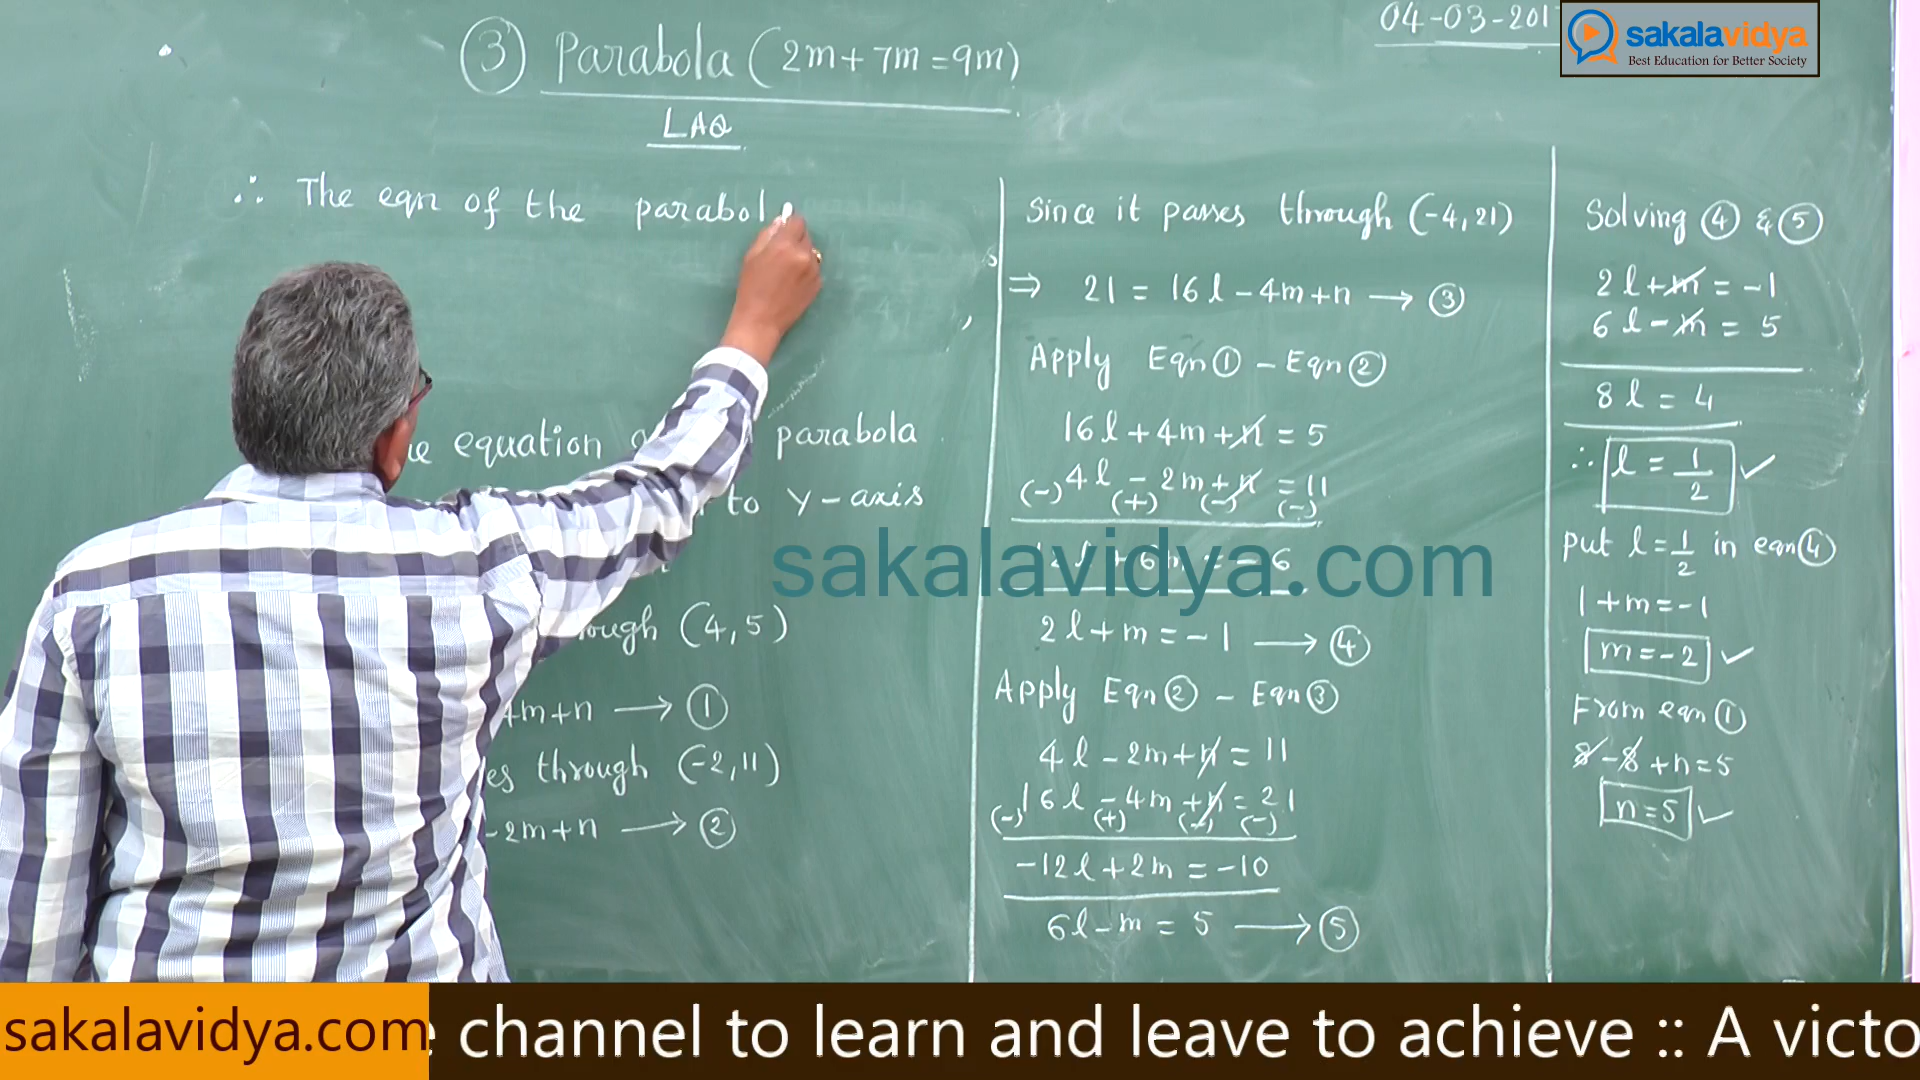 ③ Parabola (2m+7m=9m)
LAQ
04-03-201
sakalavidya
Best Education for Better Society
∴ The eqn of the parabol
equation parabola
to Y-axis
ough (4,5)
4m+n → ①
es through (-2,11)
-2m+n → ②
Since it passes through (-4,21)
⇒ 21 = 16l-4m+n → ③
Apply Eqn① - Eqn②
16l+4m+n = 5
(-)4l - 2m+n = 11
(+) (-) (-)
2l+m=-1 → ④
Apply Eqn② - Eqn③
4l-2m+n = 11
(-)16l-4m+n=21
(+) (-) (-)
-12l+2m = -10
6l-m = 5 → ⑤
Solving ④ & ⑤
2l+m=-1
6l-m = 5
8l = 4
∴ l = 1/2 ✓
put l=1/2 in eqn④
1+m=-1
m=-2 ✓
From eqn①
8-8+n=5
n=5 ✓
sakalavidya.com
sakalavidya.com
channel to learn and leave to achieve :: A victo